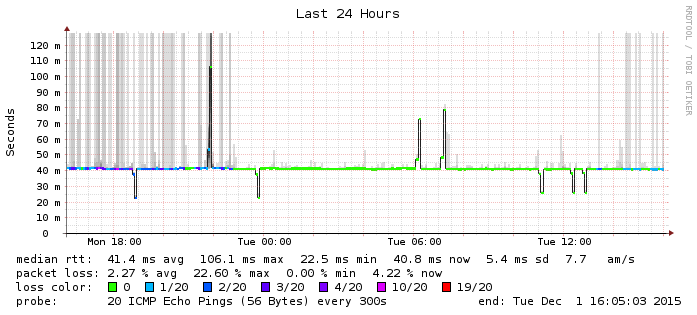 Last 24 Hours
RRDTOOL / TOBI OETIKER
Seconds
120 m
110 m
100 m
90 m
80 m
70 m
60 m
50 m
40 m
30 m
20 m
10 m
0
Mon 18:00 Tue 00:00 Tue 06:00 Tue 12:00
median rtt: 41.4 ms avg 106.1 ms max 22.5 ms min 40.8 ms now 5.4 ms sd 7.7 am/s
packet loss: 2.27 % avg 22.60 % max 0.00 % min 4.22 % now
loss color: 0 1/20 2/20 3/20 4/20 10/20 19/20
probe: 20 ICMP Echo Pings (56 Bytes) every 300s end: Tue Dec 1 16:05:03 2015